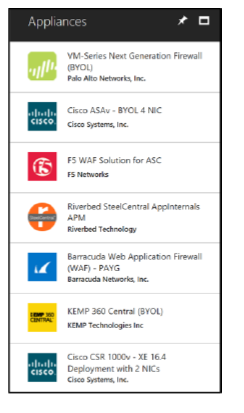 Appliances
VM-Series Next Generation Firewall
(BYOL)
Palo Alto Networks, Inc.
Cisco ASAv - BYOL 4 NIC
Cisco Systems, Inc.
CISCO
F5 WAF Solution for ASC
F5 Networks
F5
Riverbed SteelCentral AppInternals
APM
Riverbed Technology
SteelCentral
Barracuda Web Application Firewall
(WAF) - PAYG
Barracuda Networks, Inc.
KEMP 360 Central (BYOL)
KEMP Technologies Inc
KEMP 360
CENTRAL
Cisco CSR 1000v - XE 16.4
Deployment with 2 NICs
Cisco Systems, Inc.
CISCO